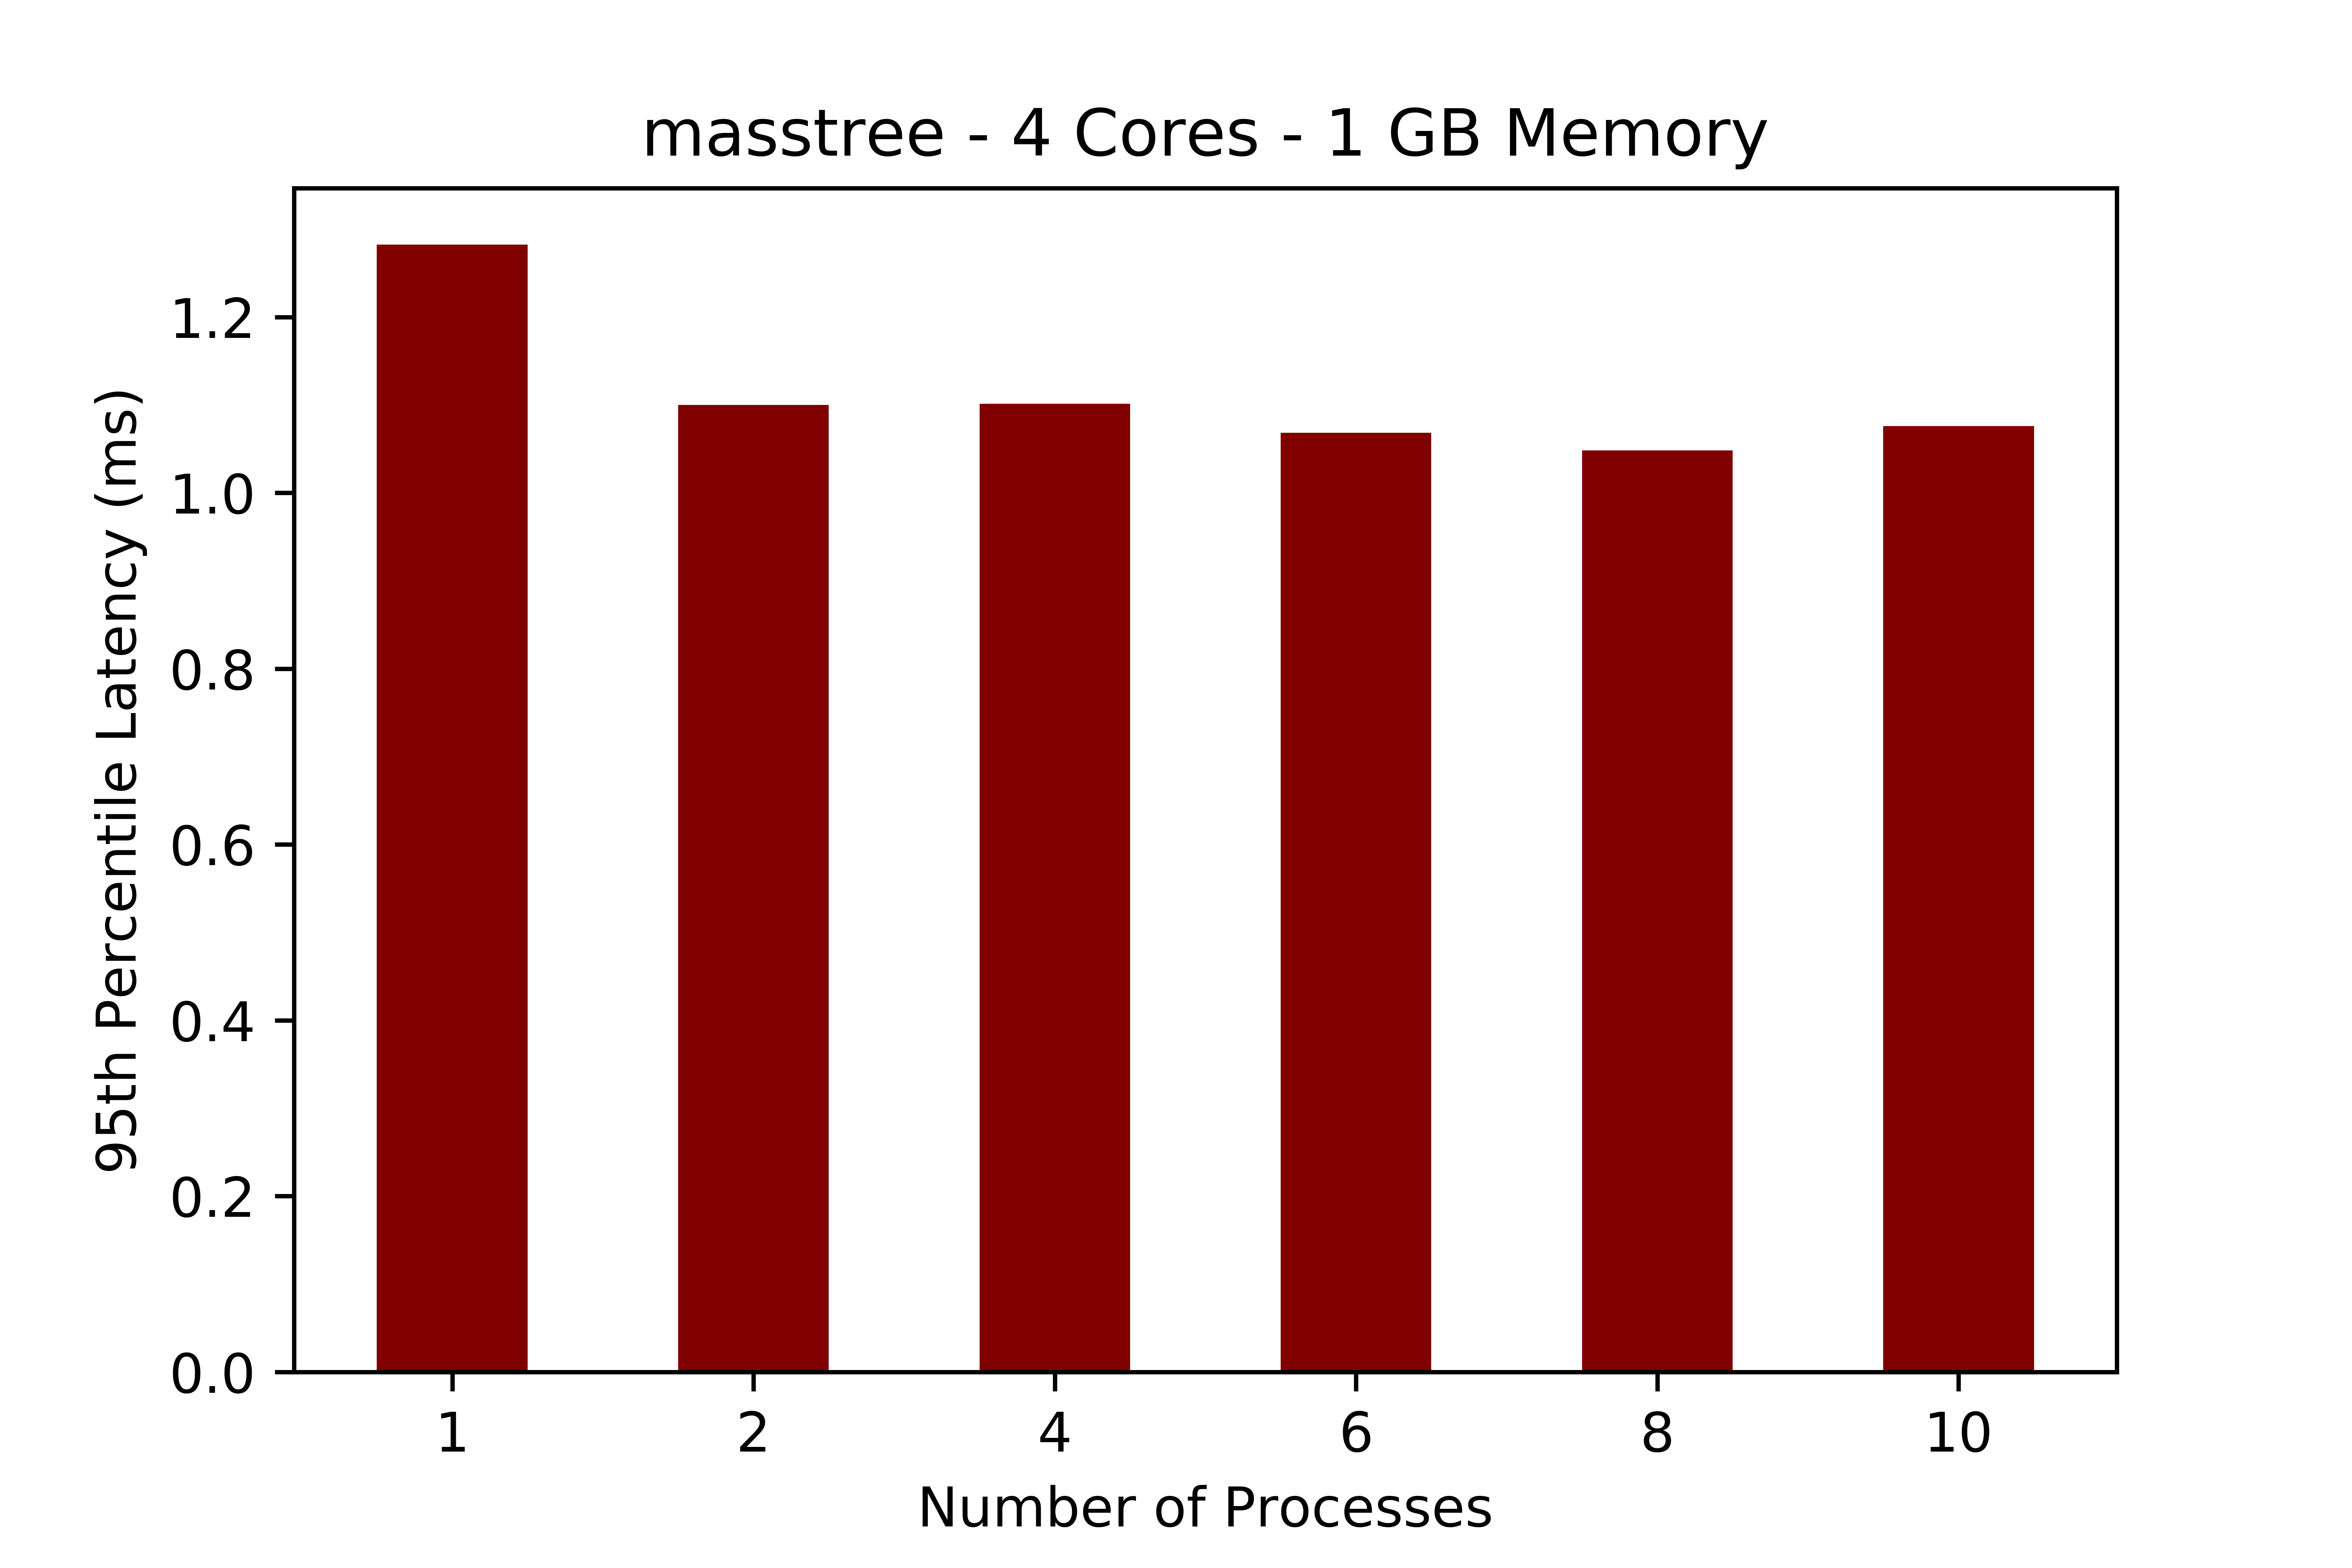 masstree - 4 Cores - 1 GB Memory
95th Percentile Latency (ms)
1.2
1.0
0.8
0.6
0.4
0.2
0.0
1 2 4 6 8 10
Number of Processes